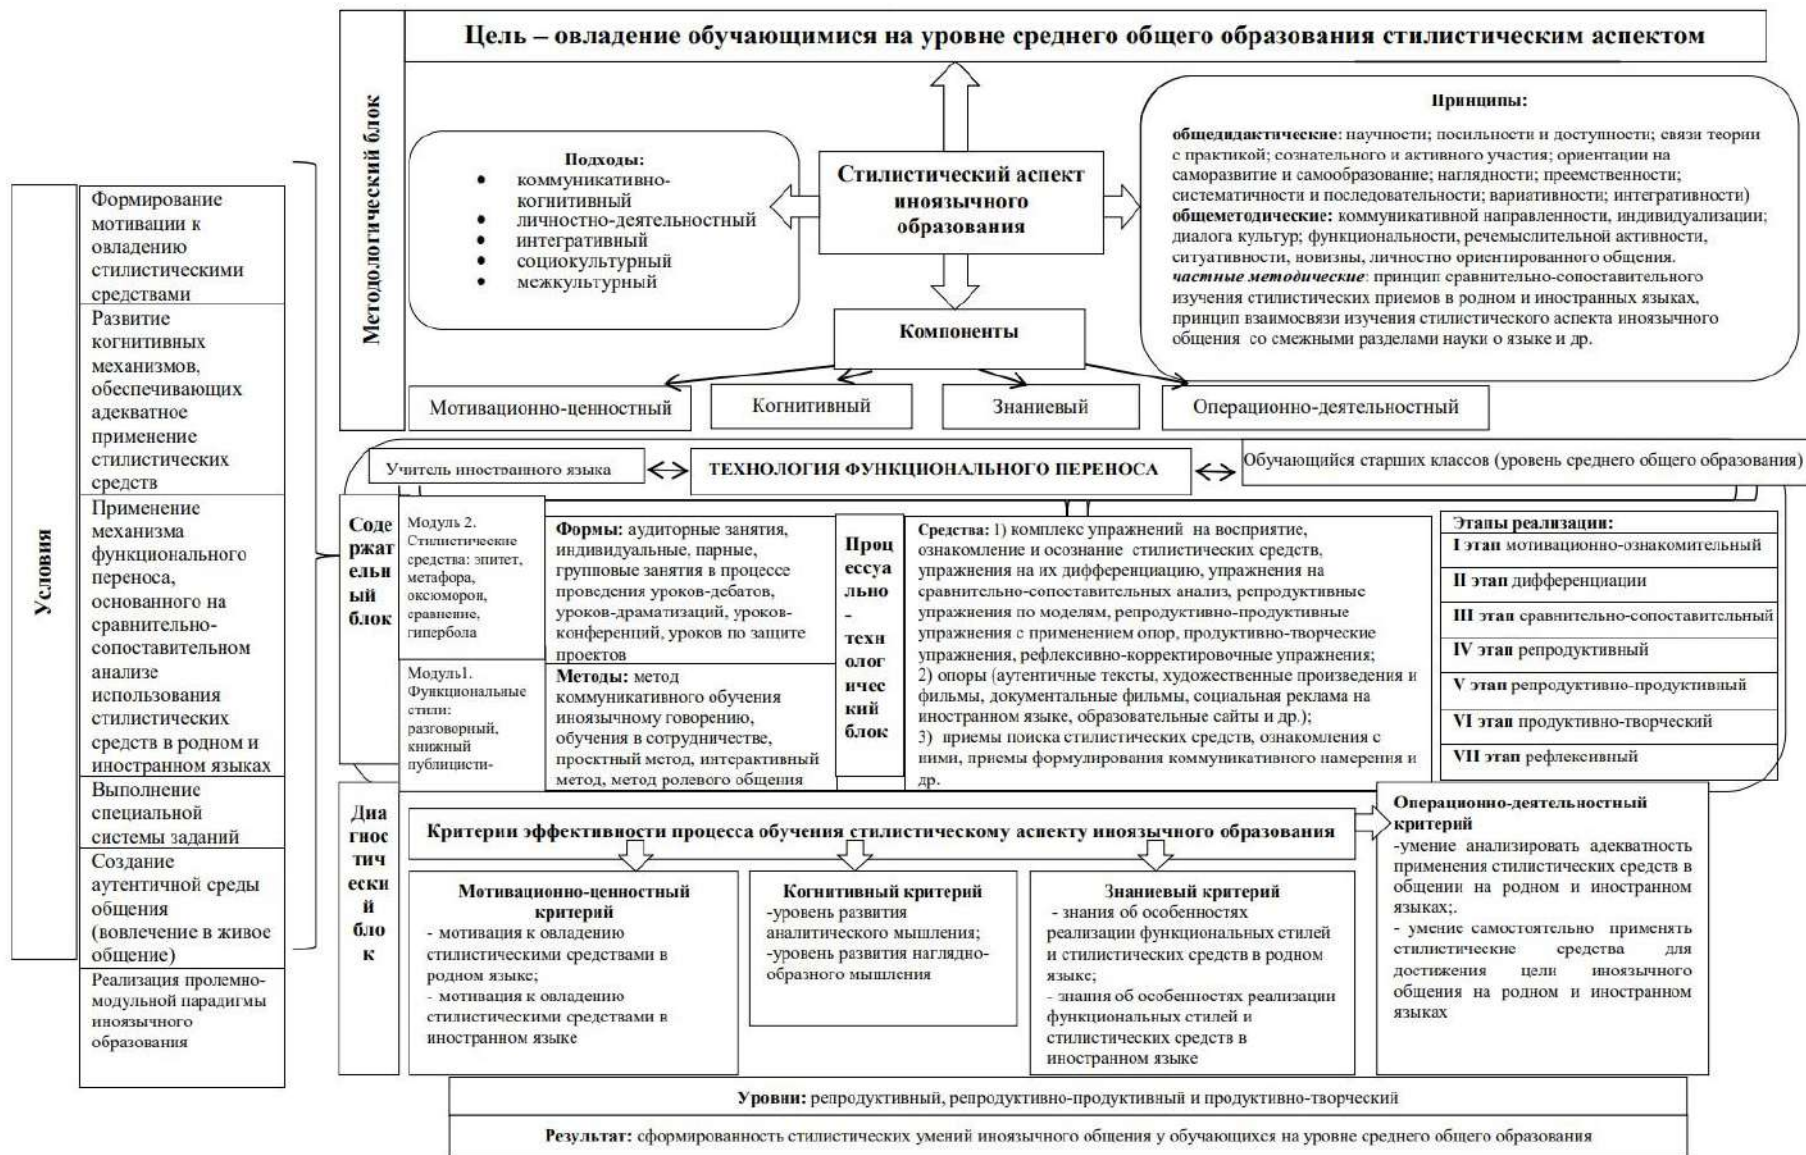 Цель – овладение обучающимися на уровне среднего общего образования стилистическим аспектом
Методологический блок
Подходы:
• коммуникативно-
когнитивный
• личностно-деятельностный
• интегративный
• социокультурный
• межкультурный
Стилистический аспект
иноязычного
образования
Принципы:
общедидактические: научности; посильности и доступности; связи теории
с практикой; сознательного и активного участия; ориентации на
саморазвитие и самообразование; наглядности; преемственности;
систематичности и последовательности; вариативности; интегративности)
общеметодические: коммуникативной направленности, индивидуализации;
диалога культур; функциональности, речемыслительной активности,
ситуативности, новизны, личностно ориентированного общения.
частные методические: принцип сравнительно-сопоставительного
изучения стилистических приемов в родном и иностранных языках,
принцип взаимосвязи изучения стилистического аспекта иноязычного
общения со смежными разделами науки о языке и др.
Компоненты
Мотивационно-ценностный
Когнитивный
Знаниевый
Операционно-деятельностный
Условия
Формирование
мотивации к
овладению
стилистическими
средствами
Развитие
когнитивных
механизмов,
обеспечивающих
адекватное
применение
стилистических
средств
Применение
механизма
функционального
переноса,
основанного на
сравнительно-
сопоставительном
анализе
использования
стилистических
средств в родном и
иностранном языках
Выполнение
специальной
системы заданий
Создание
аутентичной среды
общения
(вовлечение в живое
общение)
Реализация пролемно-
модульной парадигмы
иноязычного
образования
Учитель иностранного языка
ТЕХНОЛОГИЯ ФУНКЦИОНАЛЬНОГО ПЕРЕНОСА
Обучающийся старших классов (уровень среднего общего образования)
Соде
ржат
ельн
ый
блок
Модуль 2.
Стилистические
средства: эпитет,
метафора,
оксюморон,
сравнение,
гипербола
Модуль1.
Функциональные
стили:
разговорный,
книжный
публицисти-
Формы: аудиторные занятия,
индивидуальные, парные,
групповые занятия в процессе
проведения уроков-дебатов,
уроков-драматизаций, уроков-
конференций, уроков по защите
проектов
Методы: метод
коммуникативного обучения
иноязычному говорению,
обучения в сотрудничестве,
проектный метод, интерактивный
метод, метод ролевого общения
Проц
ессуа
льно
-
техн
олог
ичес
кий
блок
Средства: 1) комплекс упражнений на восприятие,
ознакомление и осознание стилистических средств,
упражнения на их дифференциацию, упражнения на
сравнительно-сопоставительных анализ, репродуктивные
упражнения по моделям, репродуктивно-продуктивные
упражнения с применением опор, продуктивно-творческие
упражнения, рефлексивно-корректировочные упражнения;
2) опоры (аутентичные тексты, художественные произведения и
фильмы, документальные фильмы, социальная реклама на
иностранном языке, образовательные сайты и др.);
3) приемы поиска стилистических средств, ознакомления с
ними, приемы формулирования коммуникативного намерения и
др.
Этапы реализации:
I этап мотивационно-ознакомительный
II этап дифференциации
III этап сравнительно-сопоставительный
IV этап репродуктивный
V этап репродуктивно-продуктивный
VI этап продуктивно-творческий
VII этап рефлексивный
Диа
гнос
тич
ески
й
бло
к
Критерии эффективности процесса обучения стилистическому аспекту иноязычного образования
Мотивационно-ценностный
критерий
- мотивация к овладению
стилистическими средствами в
родном языке;
- мотивация к овладению
стилистическими средствами в
иностранном языке
Когнитивный критерий
-уровень развития
аналитического мышления;
-уровень развития наглядно-
образного мышления
Знаниевый критерий
- знания об особенностях
реализации функциональных стилей
и стилистических средств в родном
языке;
- знания об особенностях реализации
функциональных стилей и
стилистических средств в
иностранном языке
Операционно-деятельностный
критерий
-умение анализировать адекватность
применения стилистических средств в
общении на родном и иностранном
языках;.
- умение самостоятельно применять
стилистические средства для
достижения цели иноязычного
общения на родном и иностранном
языках
Уровни: репродуктивный, репродуктивно-продуктивный и продуктивно-творческий
Результат: сформированность стилистических умений иноязычного общения у обучающихся на уровне среднего общего образования